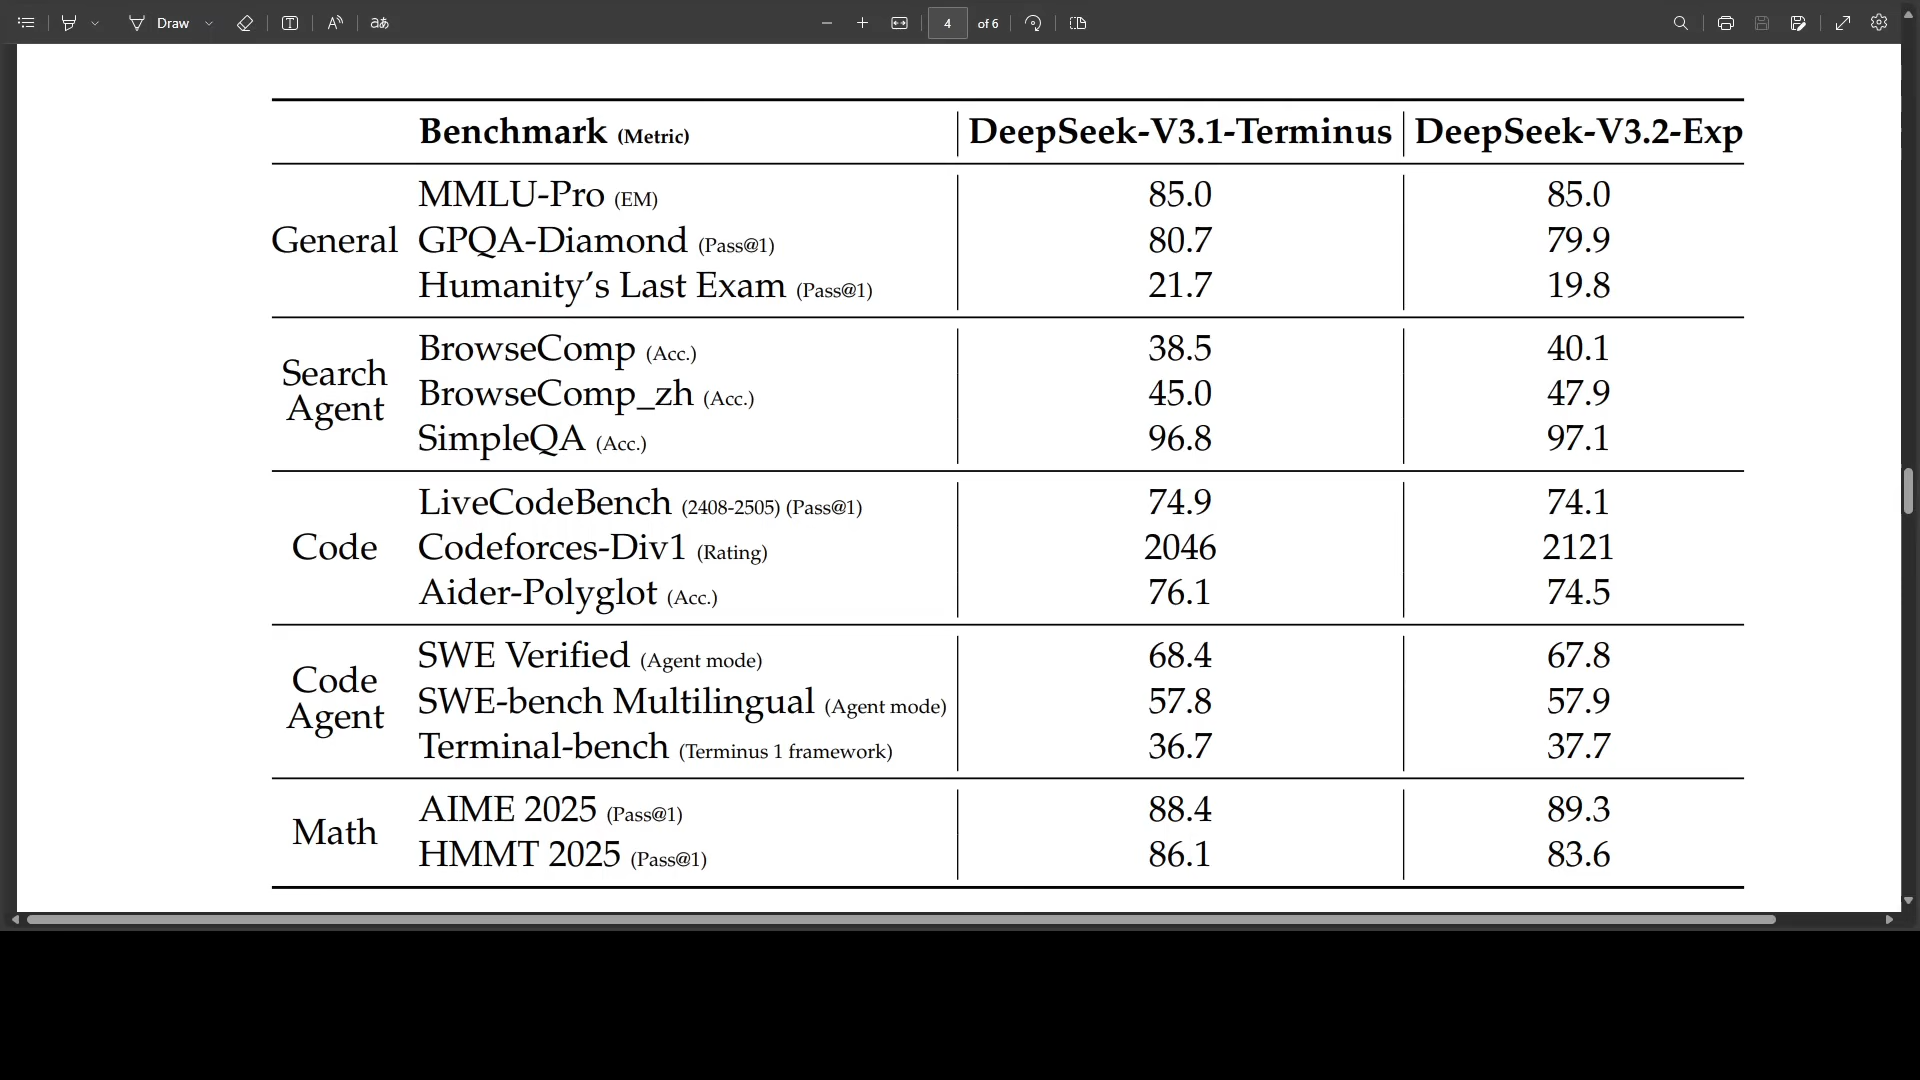 Draw
4 of 6
Benchmark (Metric) DeepSeek-V3.1-Terminus DeepSeek-V3.2-Exp
General
MMLU-Pro (EM) 85.0 85.0
GPQA-Diamond (Pass@1) 80.7 79.9
Humanity's Last Exam (Pass@1) 21.7 19.8
Search
Agent
BrowseComp (Acc.) 38.5 40.1
BrowseComp_zh (Acc.) 45.0 47.9
SimpleQA (Acc.) 96.8 97.1
Code
LiveCodeBench (2408-2505) (Pass@1) 74.9 74.1
Codeforces-Div1 (Rating) 2046 2121
Aider-Polyglot (Acc.) 76.1 74.5
Code
Agent
SWE Verified (Agent mode) 68.4 67.8
SWE-bench Multilingual (Agent mode) 57.8 57.9
Terminal-bench (Terminus 1 framework) 36.7 37.7
Math
AIME 2025 (Pass@1) 88.4 89.3
HMMT 2025 (Pass@1) 86.1 83.6